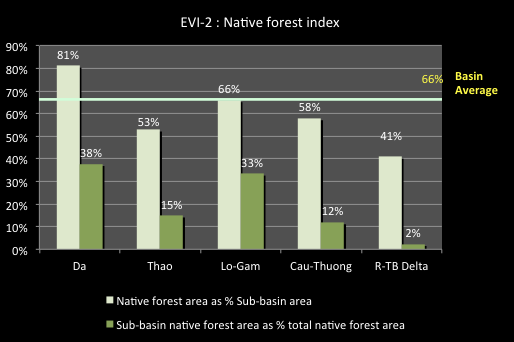 EVI-2 : Native forest index
90%
80%
70%
60%
50%
40%
30%
20%
10%
0%
81%
38%
53%
15%
66%
33%
58%
12%
41%
2%
66%
Basin
Average
Da
Thao
Lo-Gam
Cau-Thuong
R-TB Delta
Native forest area as % Sub-basin area
Sub-basin native forest area as % total native forest area